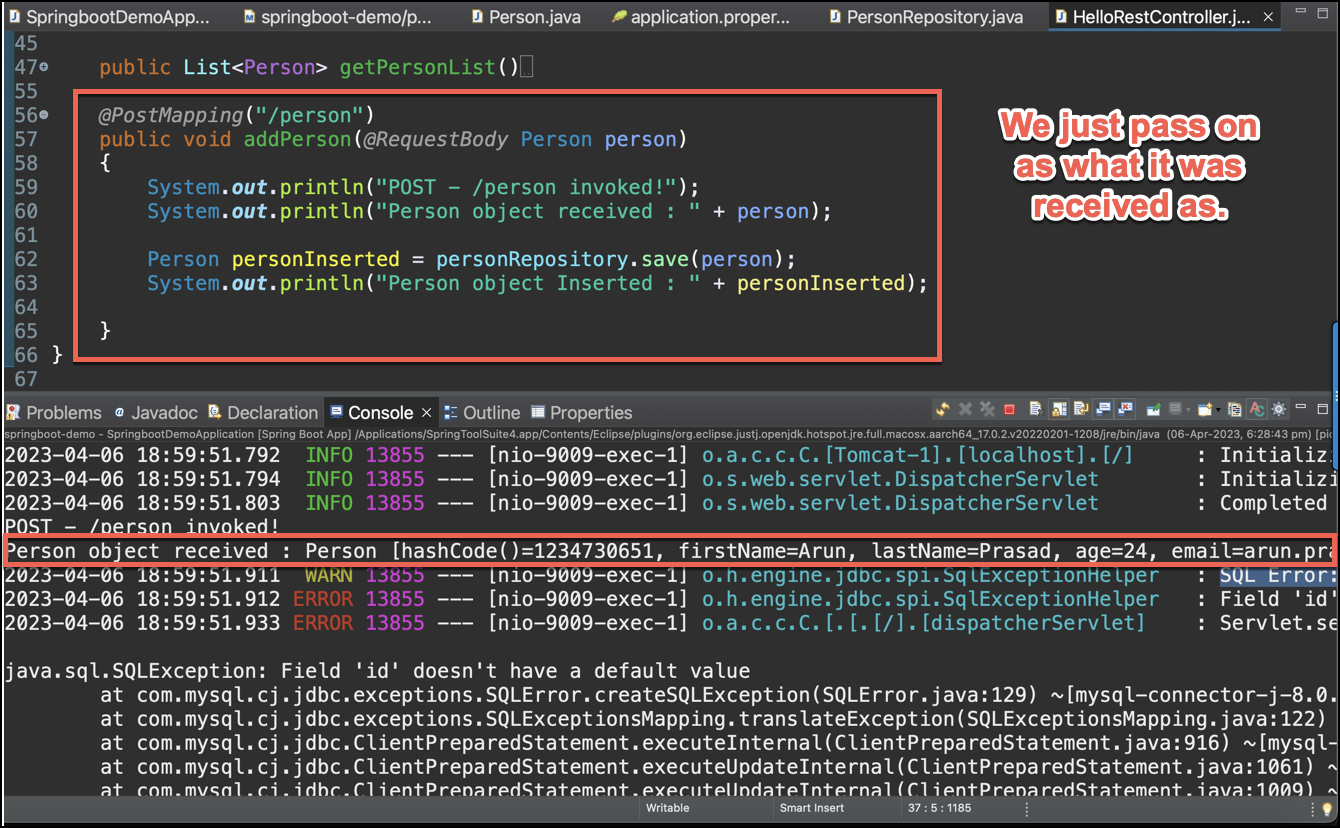 SpringbootDemoApp...
springboot-demo/p...
Person.java
application.proper...
PersonRepository.java
HelloRestController.j...
45
47 public List<Person> getPersonList()
55
56 @PostMapping("/person")
57 public void addPerson(@RequestBody Person person)
58 {
59 System.out.println("POST - /person invoked!");
60 System.out.println("Person object received : " + person);
61
62 Person personInserted = personRepository.save(person);
63 System.out.println("Person object Inserted : " + personInserted);
64
65 }
66 }
67
We just pass on
as what it was
received as.
Problems Javadoc Declaration Console Outline Properties
springboot-demo - SpringbootDemoApplication [Spring Boot App] /Applications/SpringToolSuite4.app/Contents/Eclipse/plugins/org.eclipse.justj.openjdk.hotspot.jre.full.macosx.aarch64_17.0.2.v20220201-1208/jre/bin/java (06-Apr-2023, 6:28:43 pm) [pi
2023-04-06 18:59:51.792 INFO 13855 --- [nio-9009-exec-1] o.a.c.c.C.[Tomcat-1].[localhost].[/] : Initializi
2023-04-06 18:59:51.794 INFO 13855 --- [nio-9009-exec-1] o.s.web.servlet.DispatcherServlet : Initializi
2023-04-06 18:59:51.803 INFO 13855 --- [nio-9009-exec-1] o.s.web.servlet.DispatcherServlet : Completed
POST - /person invoked!
Person object received : Person [hashCode()=1234730651, firstName=Arun, lastName=Prasad, age=24, email=arun.pra
2023-04-06 18:59:51.911 WARN 13855 --- [nio-9009-exec-1] o.h.engine.jdbc.spi.SqlExceptionHelper : SQL Error:
2023-04-06 18:59:51.912 ERROR 13855 --- [nio-9009-exec-1] o.h.engine.jdbc.spi.SqlExceptionHelper : Field 'id'
2023-04-06 18:59:51.933 ERROR 13855 --- [nio-9009-exec-1] o.a.c.c.C.[.[.[/].[dispatcherServlet] : Servlet.se
java.sql.SQLException: Field 'id' doesn't have a default value
at com.mysql.cj.jdbc.exceptions.SQLError.createSQLException(SQLError.java:129) ~[mysql-connector-j-8.0.
at com.mysql.cj.jdbc.exceptions.SQLExceptionsMapping.translateException(SQLExceptionsMapping.java:122)
at com.mysql.cj.jdbc.ClientPreparedStatement.executeInternal(ClientPreparedStatement.java:916) ~[mysql-
at com.mysql.cj.jdbc.ClientPreparedStatement.executeUpdateInternal(ClientPreparedStatement.java:1061) ~
at com.mysql.cj.jdbc.ClientPreparedStatement.executeUpdateInternal(ClientPreparedStatement.java:1009) ~
Writable Smart Insert 37 : 5 : 1185